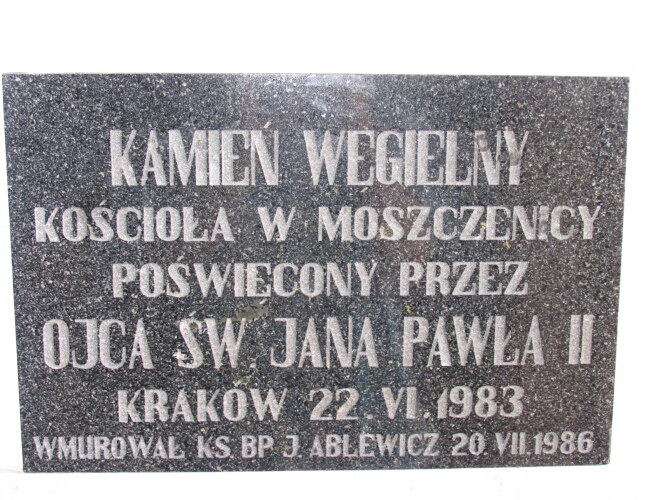 KAMIEŃ WĘGIELNY
KOŚCIOŁA W MOSZCZENICY
POŚWIĘCONY PRZEZ
OJCA ŚW. JANA PAWŁA II
KRAKÓW 22.VI.1983
WMUROWAŁ KS. BP. J. ABLEWICZ 20.VII.1986